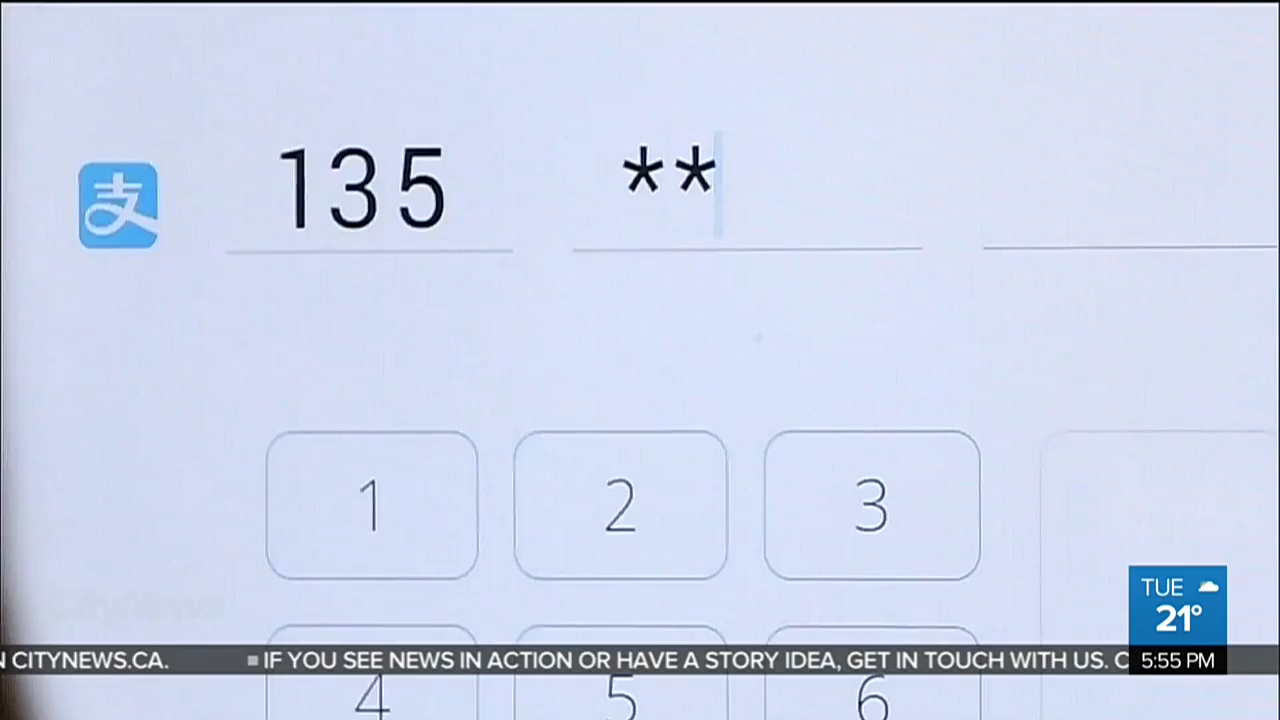 支 135 **
1 2 3
CityNews
TUE
21°
N CITYNEWS.CA. ■ IF YOU SEE NEWS IN ACTION OR HAVE A STORY IDEA, GET IN TOUCH WITH US. C 5:55 PM
4 5 6